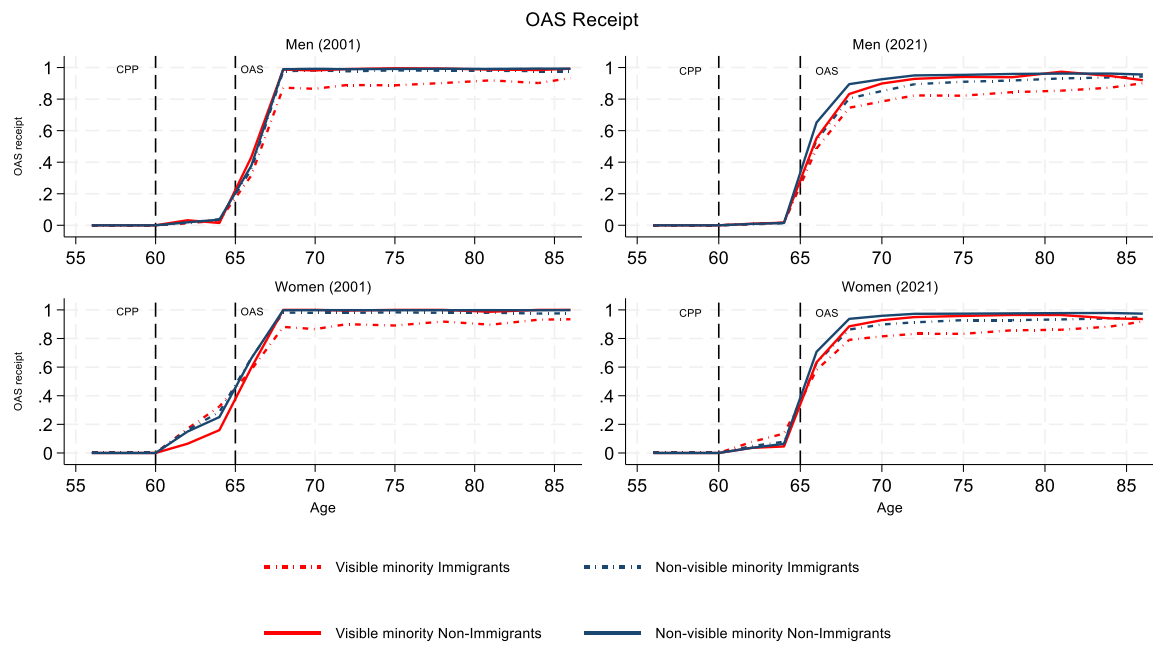 OAS Receipt
Men (2001)
CPP
OAS
OAS receipt
1
.8
.6
.4
.2
0
55 60 65 70 75 80 85
Men (2021)
CPP
OAS
1
.8
.6
.4
.2
0
55 60 65 70 75 80 85
Women (2001)
CPP
OAS
OAS receipt
1
.8
.6
.4
.2
0
55 60 65 70 75 80 85
Age
Women (2021)
CPP
OAS
1
.8
.6
.4
.2
0
55 60 65 70 75 80 85
Age
Visible minority Immigrants
Non-visible minority Immigrants
Visible minority Non-Immigrants
Non-visible minority Non-Immigrants